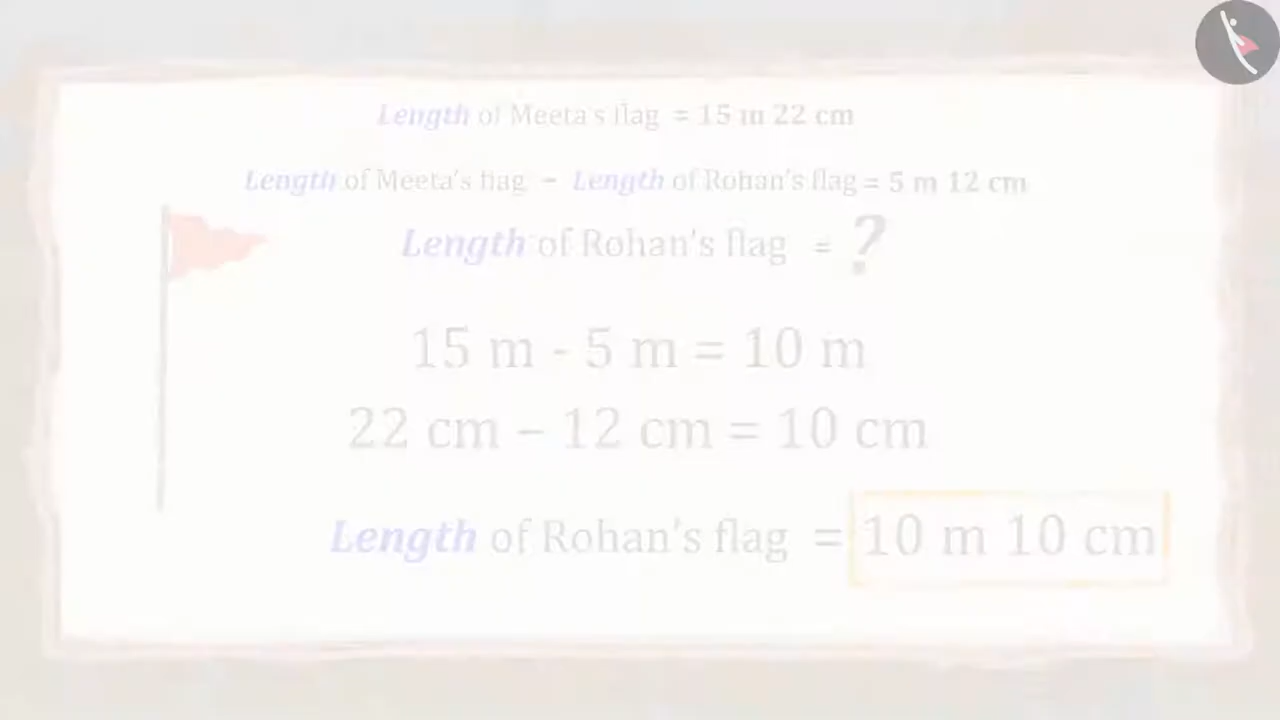 Length of Meeta's flag = 15 m 22 cm
Length of Meeta's flag - Length of Rohan's flag = 5 m 12 cm
Length of Rohan's flag = ?
15 m - 5 m = 10 m
22 cm – 12 cm = 10 cm
Length of Rohan's flag = 10 m 10 cm